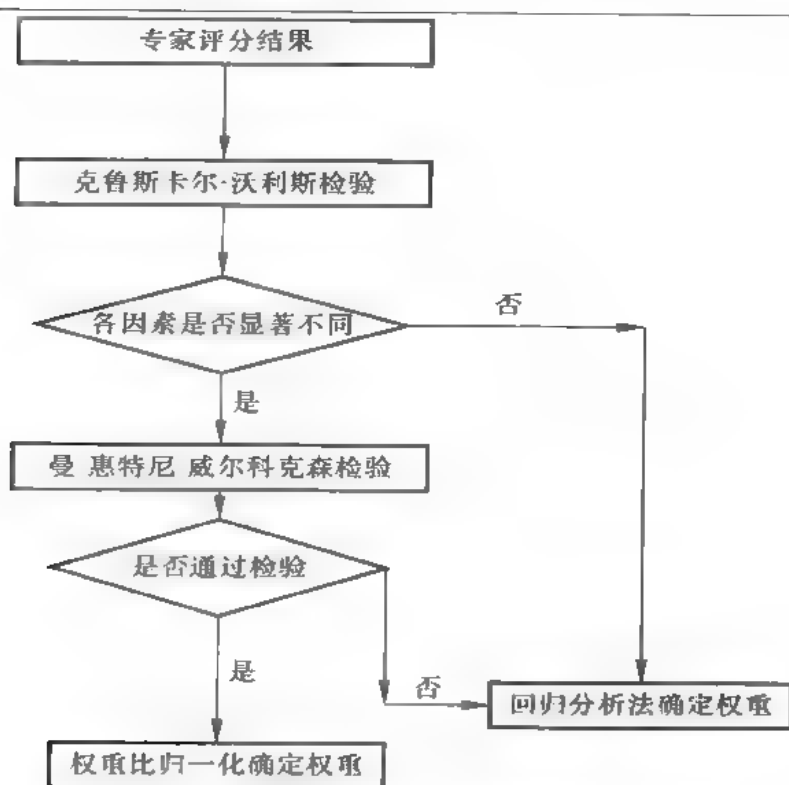 专家评分结果
克鲁斯卡尔·沃利斯检验
各因素是否显著不同
否
是
曼 惠特尼 威尔科克森检验
是否通过检验
是
否
回归分析法确定权重
权重比归一化确定权重